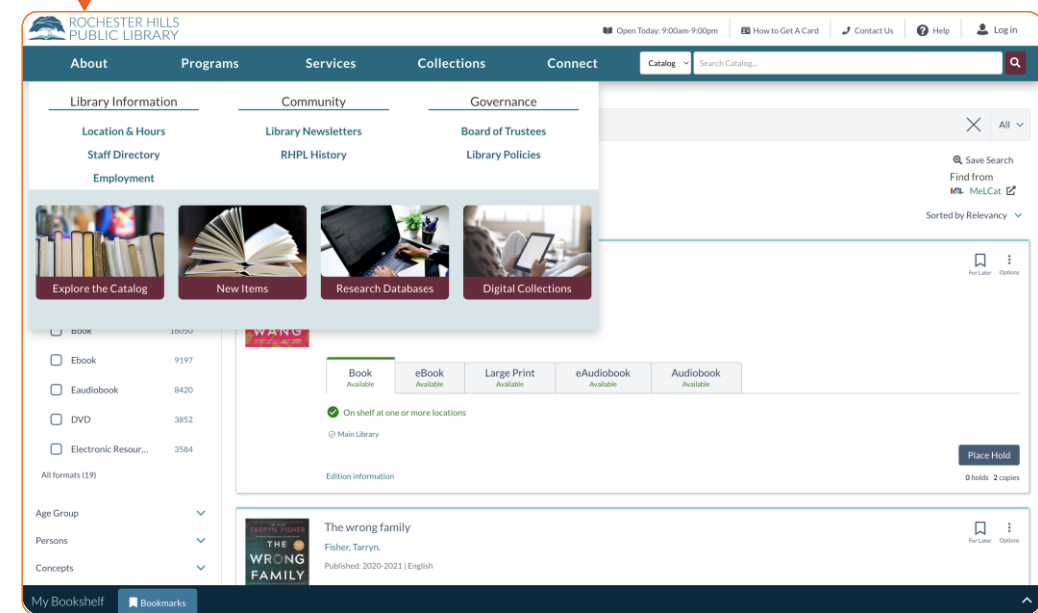 ROCHESTER HILLS
PUBLIC LIBRARY
Open Today: 9:00am-9:00pm
How to Get A Card
Contact Us
Help
Log in
About
Programs
Services
Collections
Connect
Catalog
Search Catalog...
Library Information
Community
Governance
Location & Hours
Library Newsletters
Board of Trustees
Staff Directory
RHPL History
Library Policies
Employment
All
Save Search
Find from
MeLCat
Sorted by Relevancy
Explore the Catalog
New Items
Research Databases
Digital Collections
For Later
Options
WANG
Book 16050
Ebook 9197
Eaudiobook 8420
DVD 3852
Electronic Resour... 3584
All formats (19)
Age Group
Persons
Concepts
Book
Available
eBook
Available
Large Print
Available
eAudiobook
Available
Audiobook
Available
On shelf at one or more locations
Main Library
Place Hold
Edition information
0 holds 2 copies
TARRYN FISHER
THE
WRONG
FAMILY
The wrong family
Fisher, Tarryn.
Published: 2020-2021 | English
For Later
Options
My Bookshelf
Bookmarks